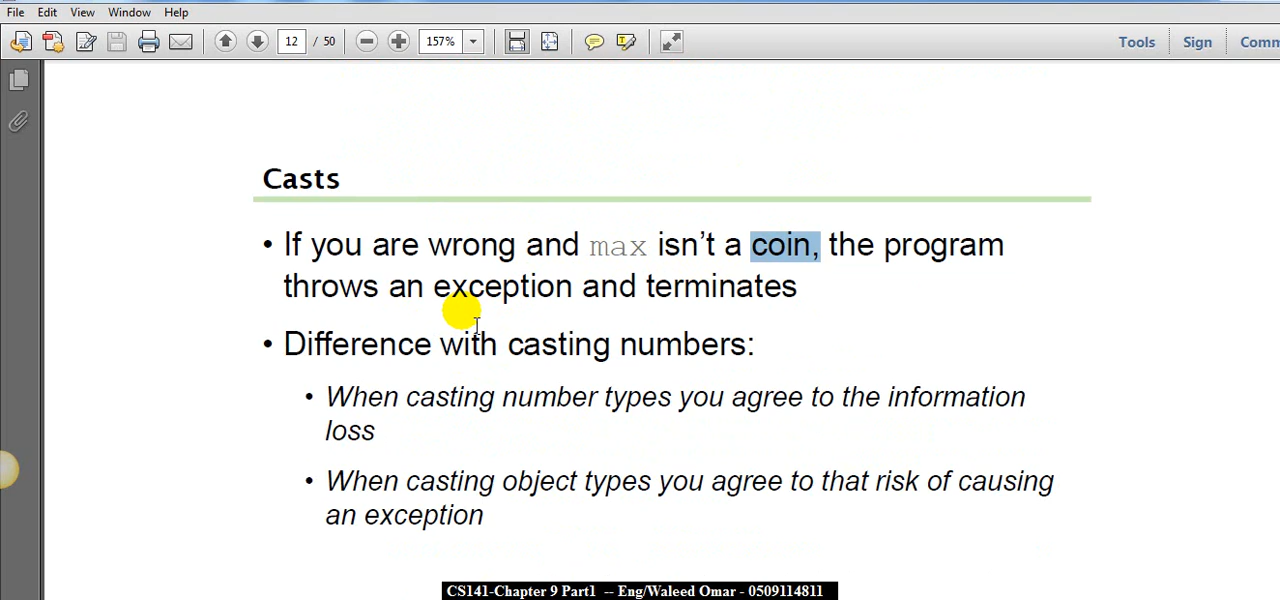 File Edit View Window Help
12 / 50 157% Tools Sign Comm
Casts
• If you are wrong and max isn't a coin, the program
throws an exception and terminates
• Difference with casting numbers:
• When casting number types you agree to the information
loss
• When casting object types you agree to that risk of causing
an exception
CS141-Chapter 9 Part1 -- Eng/Waleed Omar - 0509114811